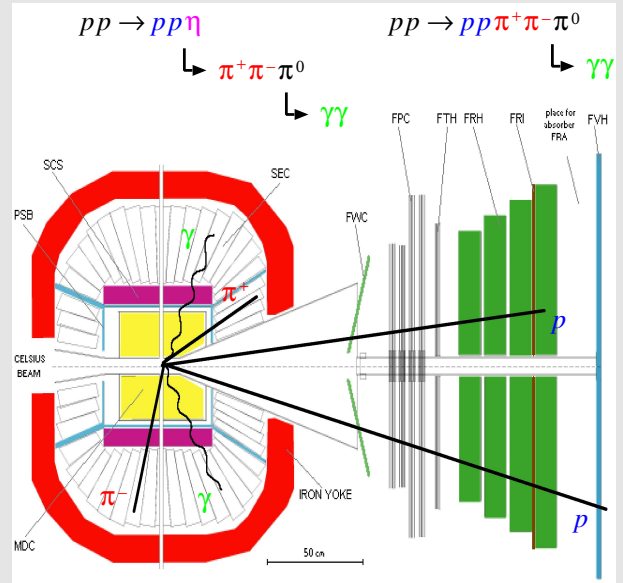 pp → ppη
pp → ppπ⁺π⁻π⁰
π⁺π⁻π⁰
γγ
γγ
FPC
FTH
FRH
FRI
place for
absorber
FRA
FVH
SCS
SEC
PSB
FWC
γ
π⁺
p
CELSIUS
BEAM
π⁻
γ
IRON YOKE
p
MDC
50 cm